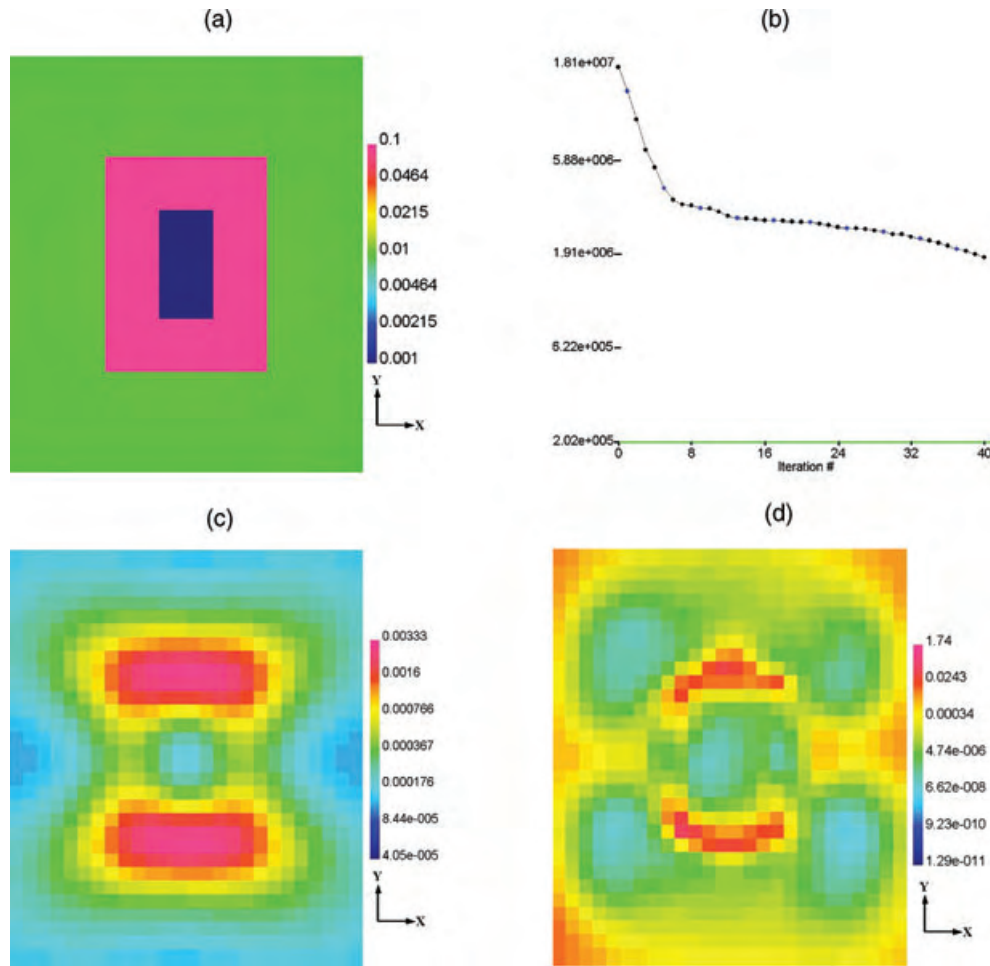 (a)
0.1
0.0464
0.0215
0.01
0.00464
0.00215
0.001
Y
X
(b)
1.81e+007
5.88e+006
1.91e+006
6.22e+005
2.02e+005
0 8 16 24 32 40
Iteration #
(c)
0.00333
0.0016
0.000766
0.000367
0.000176
8.44e-005
4.05e-005
Y
X
(d)
1.74
0.0243
0.00034
4.74e-006
6.62e-008
9.23e-010
1.29e-011
Y
X